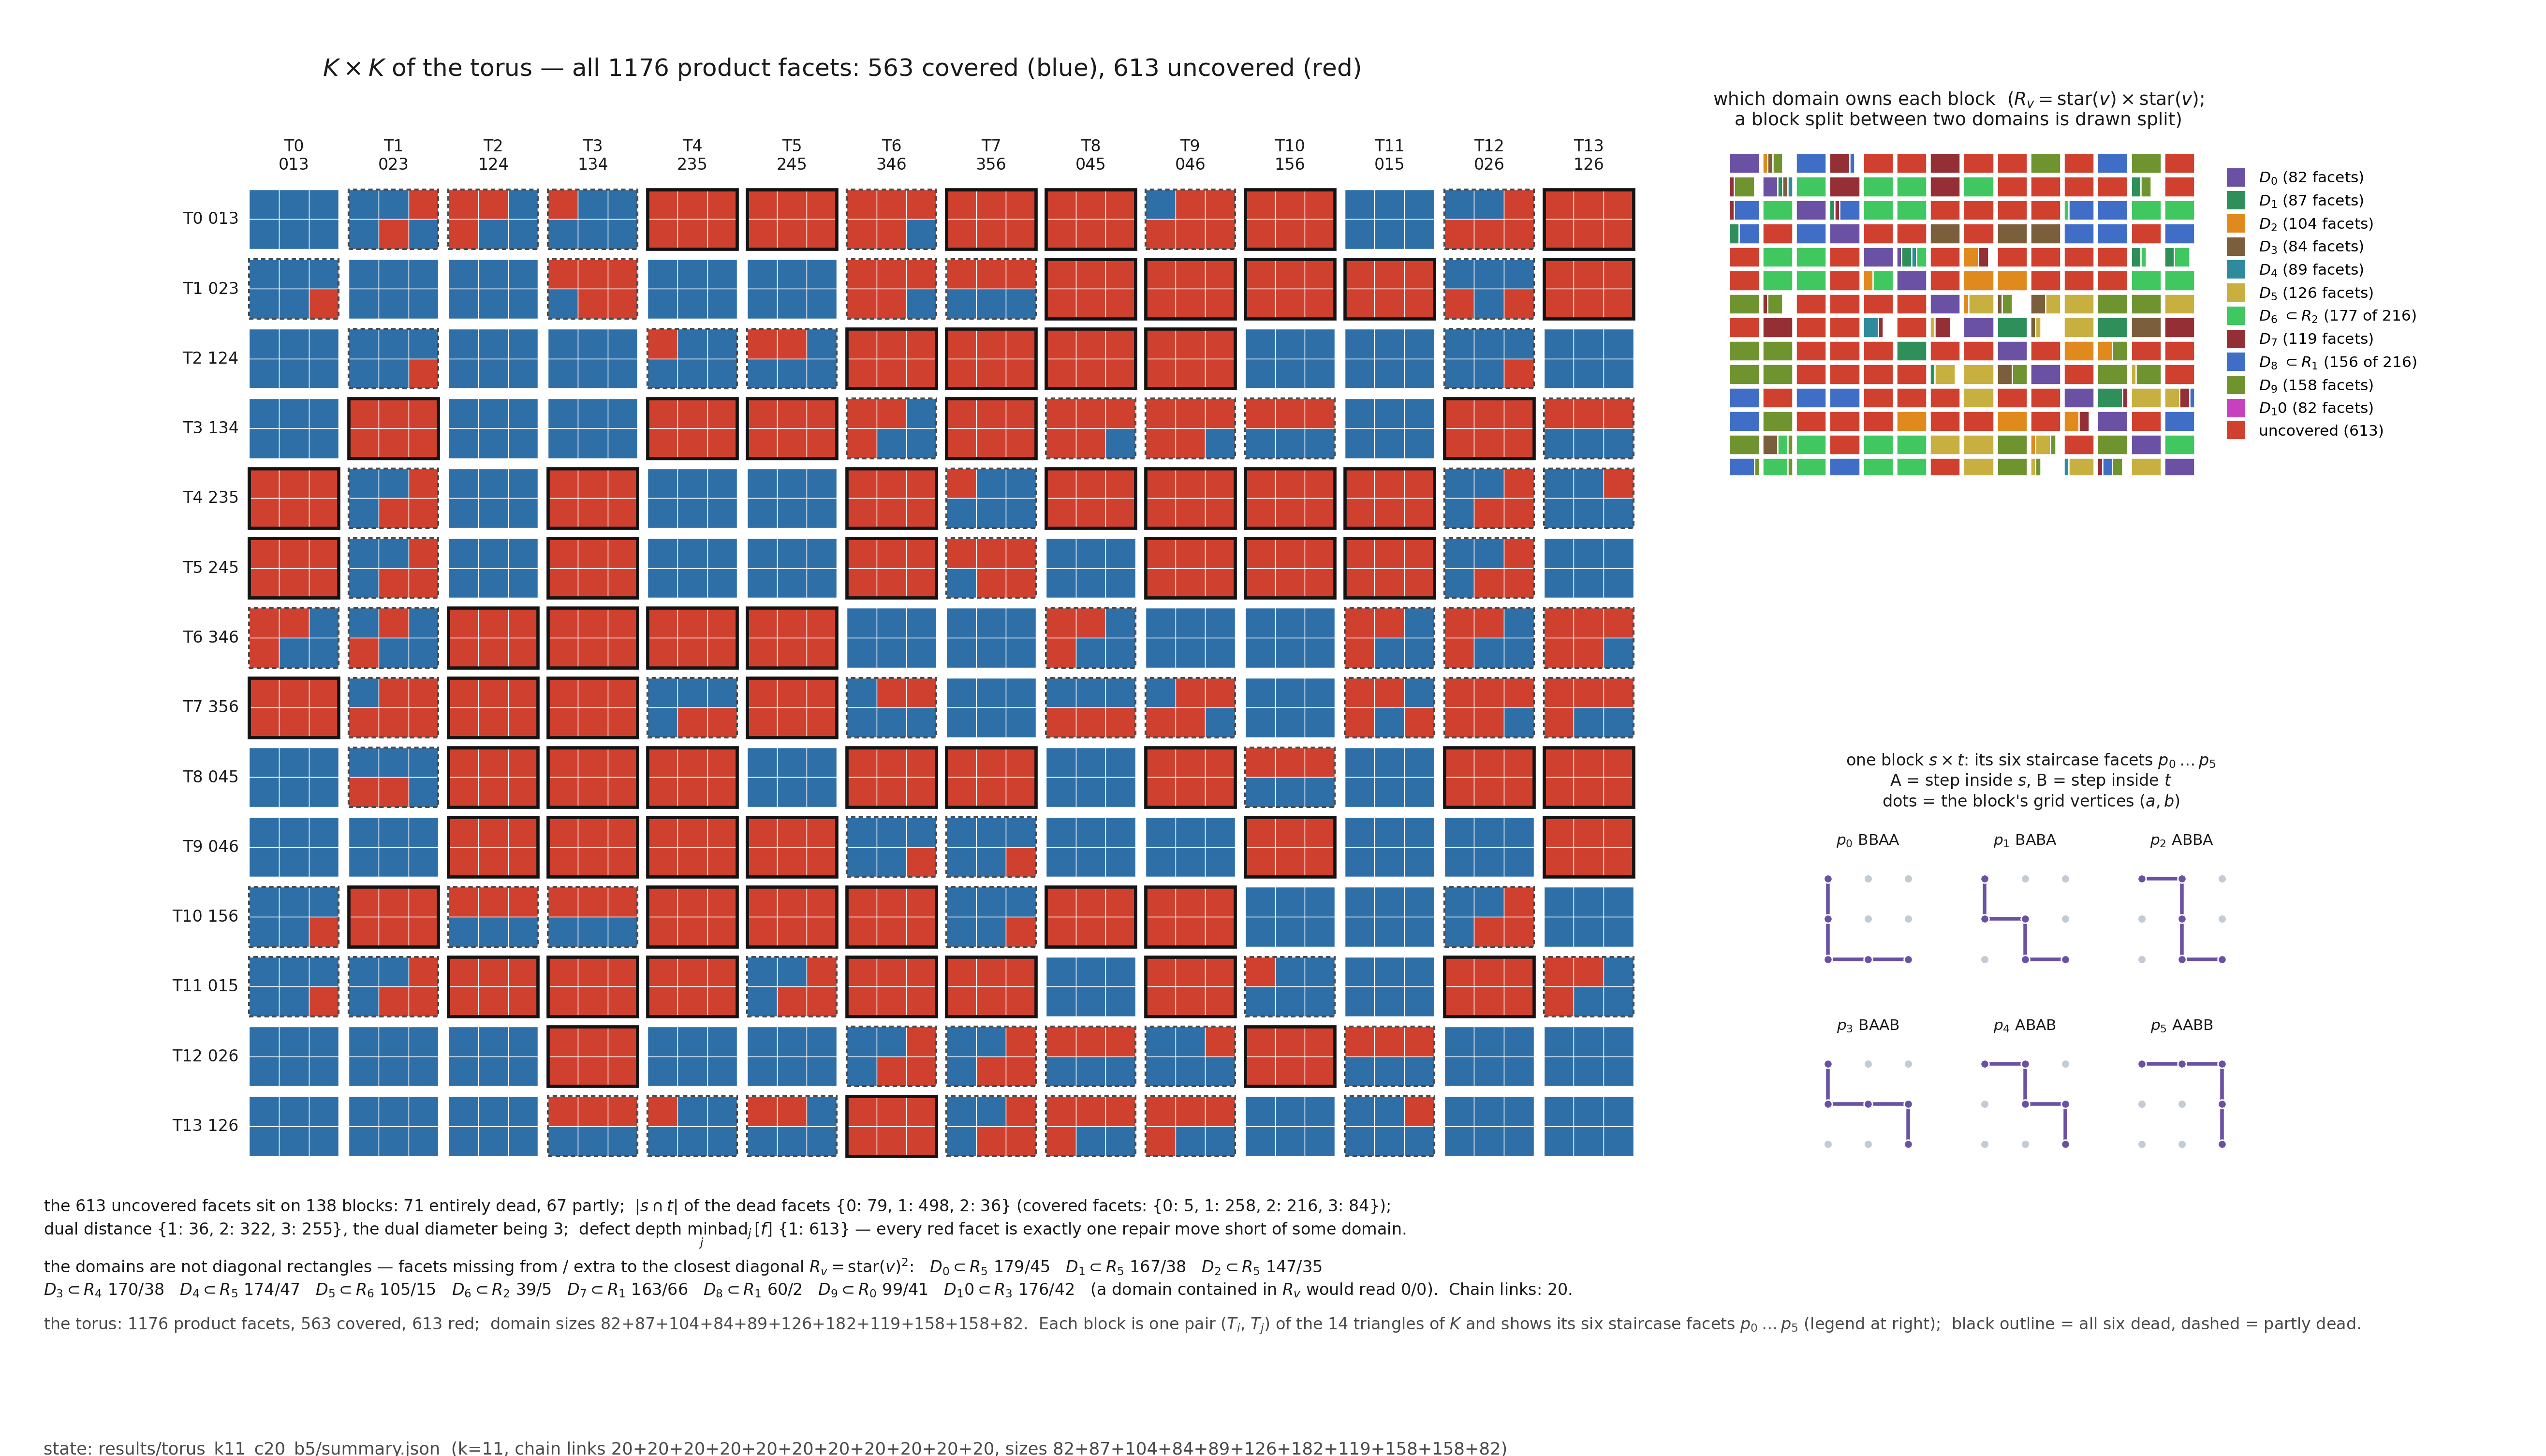 K × K of the torus — all 1176 product facets: 563 covered (blue), 613 uncovered (red)
T0 T1 T2 T3 T4 T5 T6 T7 T8 T9 T10 T11 T12 T13
013 023 124 134 235 245 346 356 045 046 156 015 026 126
T0 013
T1 023
T2 124
T3 134
T4 235
T5 245
T6 346
T7 356
T8 045
T9 046
T10 156
T11 015
T12 026
T13 126
which domain owns each block (R_v = star(v) × star(v);
a block split between two domains is drawn split)
D_0 (82 facets)
D_1 (87 facets)
D_2 (104 facets)
D_3 (84 facets)
D_4 (89 facets)
D_5 (126 facets)
D_6 ⊂ R_2 (177 of 216)
D_7 (119 facets)
D_8 ⊂ R_1 (156 of 216)
D_9 (158 facets)
D_10 (82 facets)
uncovered (613)
one block s × t: its six staircase facets p_0 … p_5
A = step inside s, B = step inside t
dots = the block's grid vertices (a, b)
p_0 BBAA p_1 BABA p_2 ABBA
p_3 BAAB p_4 ABAB p_5 AABB
the 613 uncovered facets sit on 138 blocks: 71 entirely dead, 67 partly; |s ∩ t| of the dead facets {0: 79, 1: 498, 2: 36} (covered facets: {0: 5, 1: 258, 2: 216, 3: 84});
dual distance {1: 36, 2: 322, 3: 255}, the dual diameter being 3; defect depth min_j bad_j [f] {1: 613} — every red facet is exactly one repair move short of some domain.
the domains are not diagonal rectangles — facets missing from / extra to the closest diagonal R_v = star(v)²: D_0 ⊂ R_5 179/45 D_1 ⊂ R_5 167/38 D_2 ⊂ R_5 147/35
D_3 ⊂ R_4 170/38 D_4 ⊂ R_5 174/47 D_5 ⊂ R_6 105/15 D_6 ⊂ R_2 39/5 D_7 ⊂ R_1 163/66 D_8 ⊂ R_1 60/2 D_9 ⊂ R_0 99/41 D_10 ⊂ R_3 176/42 (a domain contained in R_v would read 0/0). Chain links: 20.
the torus: 1176 product facets, 563 covered, 613 red; domain sizes 82+87+104+84+89+126+182+119+158+158+82. Each block is one pair (T_i, T_j) of the 14 triangles of K and shows its six staircase facets p_0 … p_5 (legend at right); black outline = all six dead, dashed = partly dead.
state: results/torus_k11_c20_b5/summary.json (k=11, chain links 20+20+20+20+20+20+20+20+20+20+20, sizes 82+87+104+84+89+126+182+119+158+158+82)